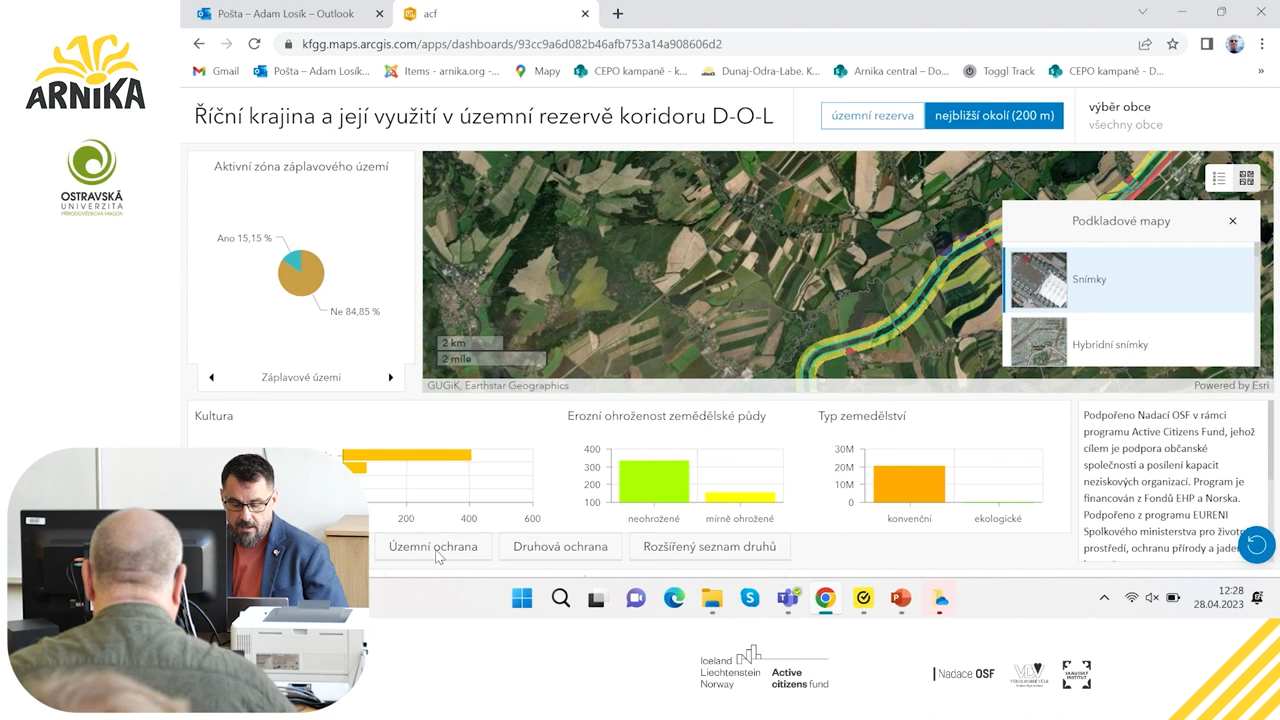 ARNIKA
OSTRAVSKÁ
UNIVERZITA
PŘÍRODOVĚDECKÁ FAKULTA
Pošta – Adam Losík – Outlook
acf
kfgg.maps.arcgis.com/apps/dashboards/93cc9a6d082b46afb753a14a908606d2
Gmail
Pošta – Adam Losík...
Items - arnika.org -...
Mapy
CEPO kampaně - k...
Dunaj-Odra-Labe. K...
Arnika central – Do...
Toggl Track
CEPO kampaně - D...
»
Říční krajina a její využití v územní rezervě koridoru D-O-L
územní rezerva
nejbližší okolí (200 m)
výběr obce
všechny obce
Aktivní zóna záplavového území
Ano 15,15 %
Ne 84,85 %
Záplavové území
2 km
2 míle
GUGiK, Earthstar Geographics
Powered by Esri
Podkladové mapy
Snímky
Hybridní snímky
Kultura
200
400
600
Erozní ohroženost zemědělské půdy
400
300
200
100
neohrožené
mírně ohrožené
Typ zemedělství
30M
20M
10M
0
konvenční
ekologické
Podpořeno Nadací OSF v rámci
programu Active Citizens Fund, jehož
cílem je podpora občanské
společnosti a posílení kapacit
neziskových organizací. Program je
financován z Fondů EHP a Norska.
Podpořeno z programu EURENI
Spolkového ministerstva pro životn
prostředí, ochranu přírody a jader
Územní ochrana
Druhová ochrana
Rozšířený seznam druhů
12:28
28.04.2023
Iceland
Liechtenstein
Norway
Active
citizens fund
Nadace OSF
VDV
SKAUTSKÝ
INSTITUT